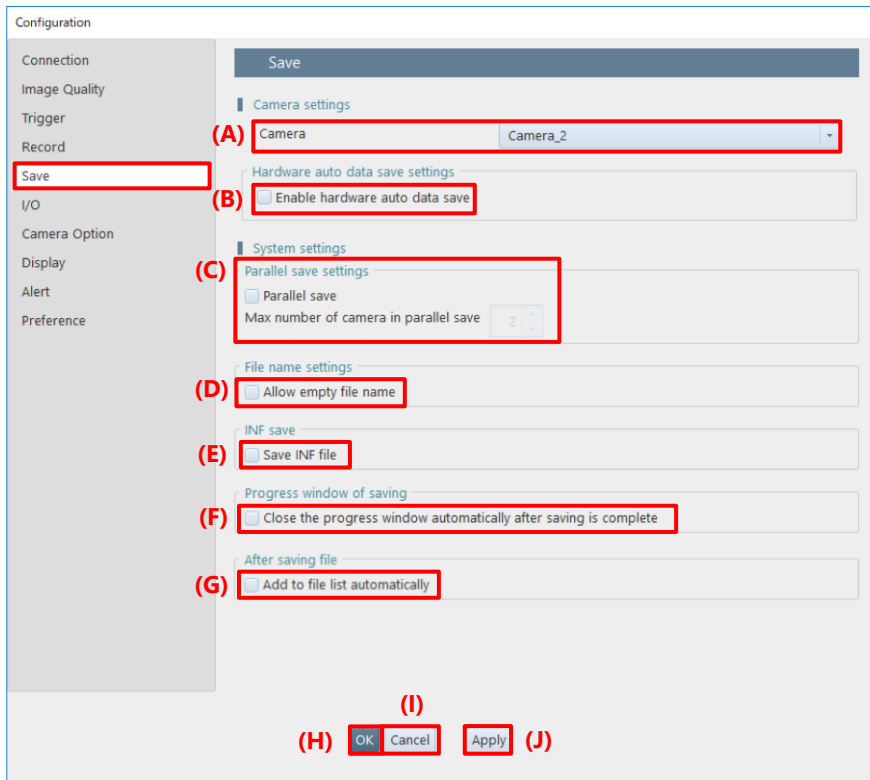 Configuration
Connection
Image Quality
Trigger
Record
Save
I/O
Camera Option
Display
Alert
Preference
Save
Camera settings
(A) Camera Camera_2
Hardware auto data save settings
(B) Enable hardware auto data save
System settings
(C) Parallel save settings
Parallel save
Max number of camera in parallel save 2
File name settings
(D) Allow empty file name
INF save
(E) Save INF file
Progress window of saving
(F) Close the progress window automatically after saving is complete
After saving file
(G) Add to file list automatically
(I)
(H) OK Cancel Apply (J)